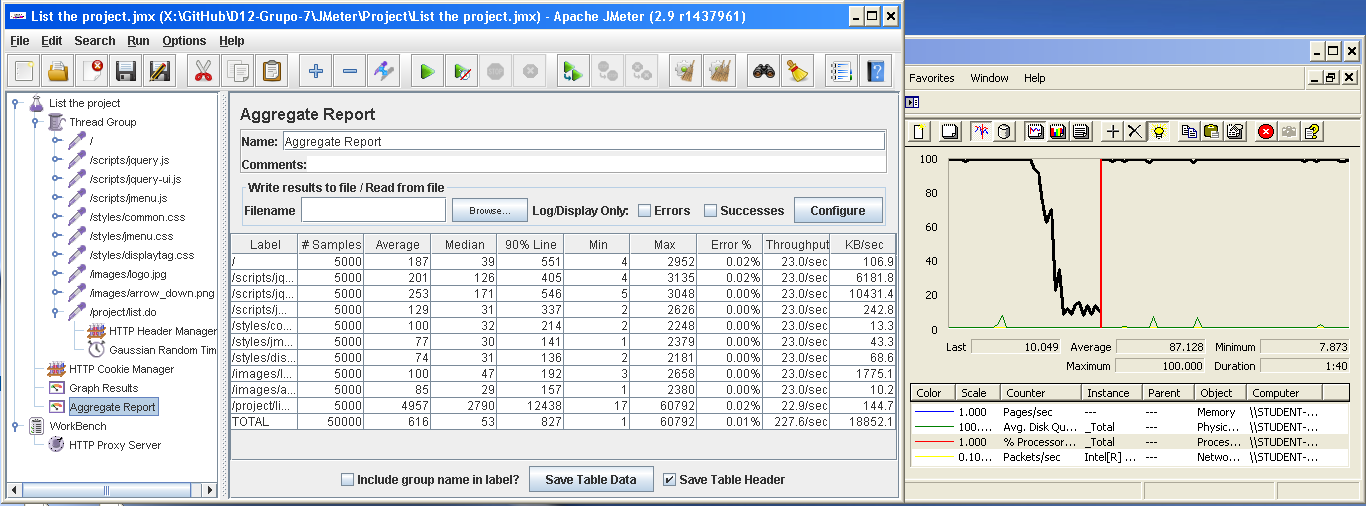 List the project.jmx (X:\GitHub\D12-Grupo-7\JMeter\Project\List the project.jmx) - Apache JMeter (2.9 r1437961)
File Edit Search Run Options Help
List the project
Thread Group
/
/scripts/jquery.js
/scripts/jquery-ui.js
/scripts/jmenu.js
/styles/common.css
/styles/jmenu.css
/styles/displaytag.css
/images/logo.jpg
/images/arrow_down.png
/project/list.do
HTTP Header Manager
Gaussian Random Tim
HTTP Cookie Manager
Graph Results
Aggregate Report
WorkBench
HTTP Proxy Server
Aggregate Report
Name: Aggregate Report
Comments:
Write results to file / Read from file
Filename Browse... Log/Display Only: Errors Successes Configure
Label # Samples Average Median 90% Line Min Max Error % Throughput KB/sec
/ 5000 187 39 551 4 2952 0.02% 23.0/sec 106.9
/scripts/jq... 5000 201 126 405 4 3135 0.02% 23.0/sec 6181.8
/scripts/jq... 5000 253 171 546 5 3048 0.00% 23.0/sec 10431.4
/scripts/j... 5000 129 31 337 2 2626 0.00% 23.0/sec 242.8
/styles/co... 5000 100 32 214 2 2248 0.00% 23.0/sec 13.3
/styles/jm... 5000 77 30 141 1 2379 0.00% 23.0/sec 43.3
/styles/dis... 5000 74 31 136 2 2181 0.00% 23.0/sec 68.6
/images/l... 5000 100 47 192 3 2658 0.00% 23.0/sec 1775.1
/images/a... 5000 85 29 157 1 2380 0.00% 23.0/sec 10.2
/project/li... 5000 4957 2790 12438 17 60792 0.02% 22.9/sec 144.7
TOTAL 50000 616 53 827 1 60792 0.01% 227.6/sec 18852.1
Include group name in label? Save Table Data Save Table Header
Favorites Window Help
100
80
60
40
20
0
Last 10.049 Average 87.128 Minimum 7.873
Maximum 100.000 Duration 1:40
Color Scale Counter Instance Parent Object Computer
1.000 Pages/sec --- --- Memory \\STUDENT-...
100.... Avg. Disk Qu... _Total --- Physic... \\STUDENT-...
1.000 % Processor... _Total --- Proces... \\STUDENT-...
0.10... Packets/sec Intel[R] ... --- Netwo... \\STUDENT-...